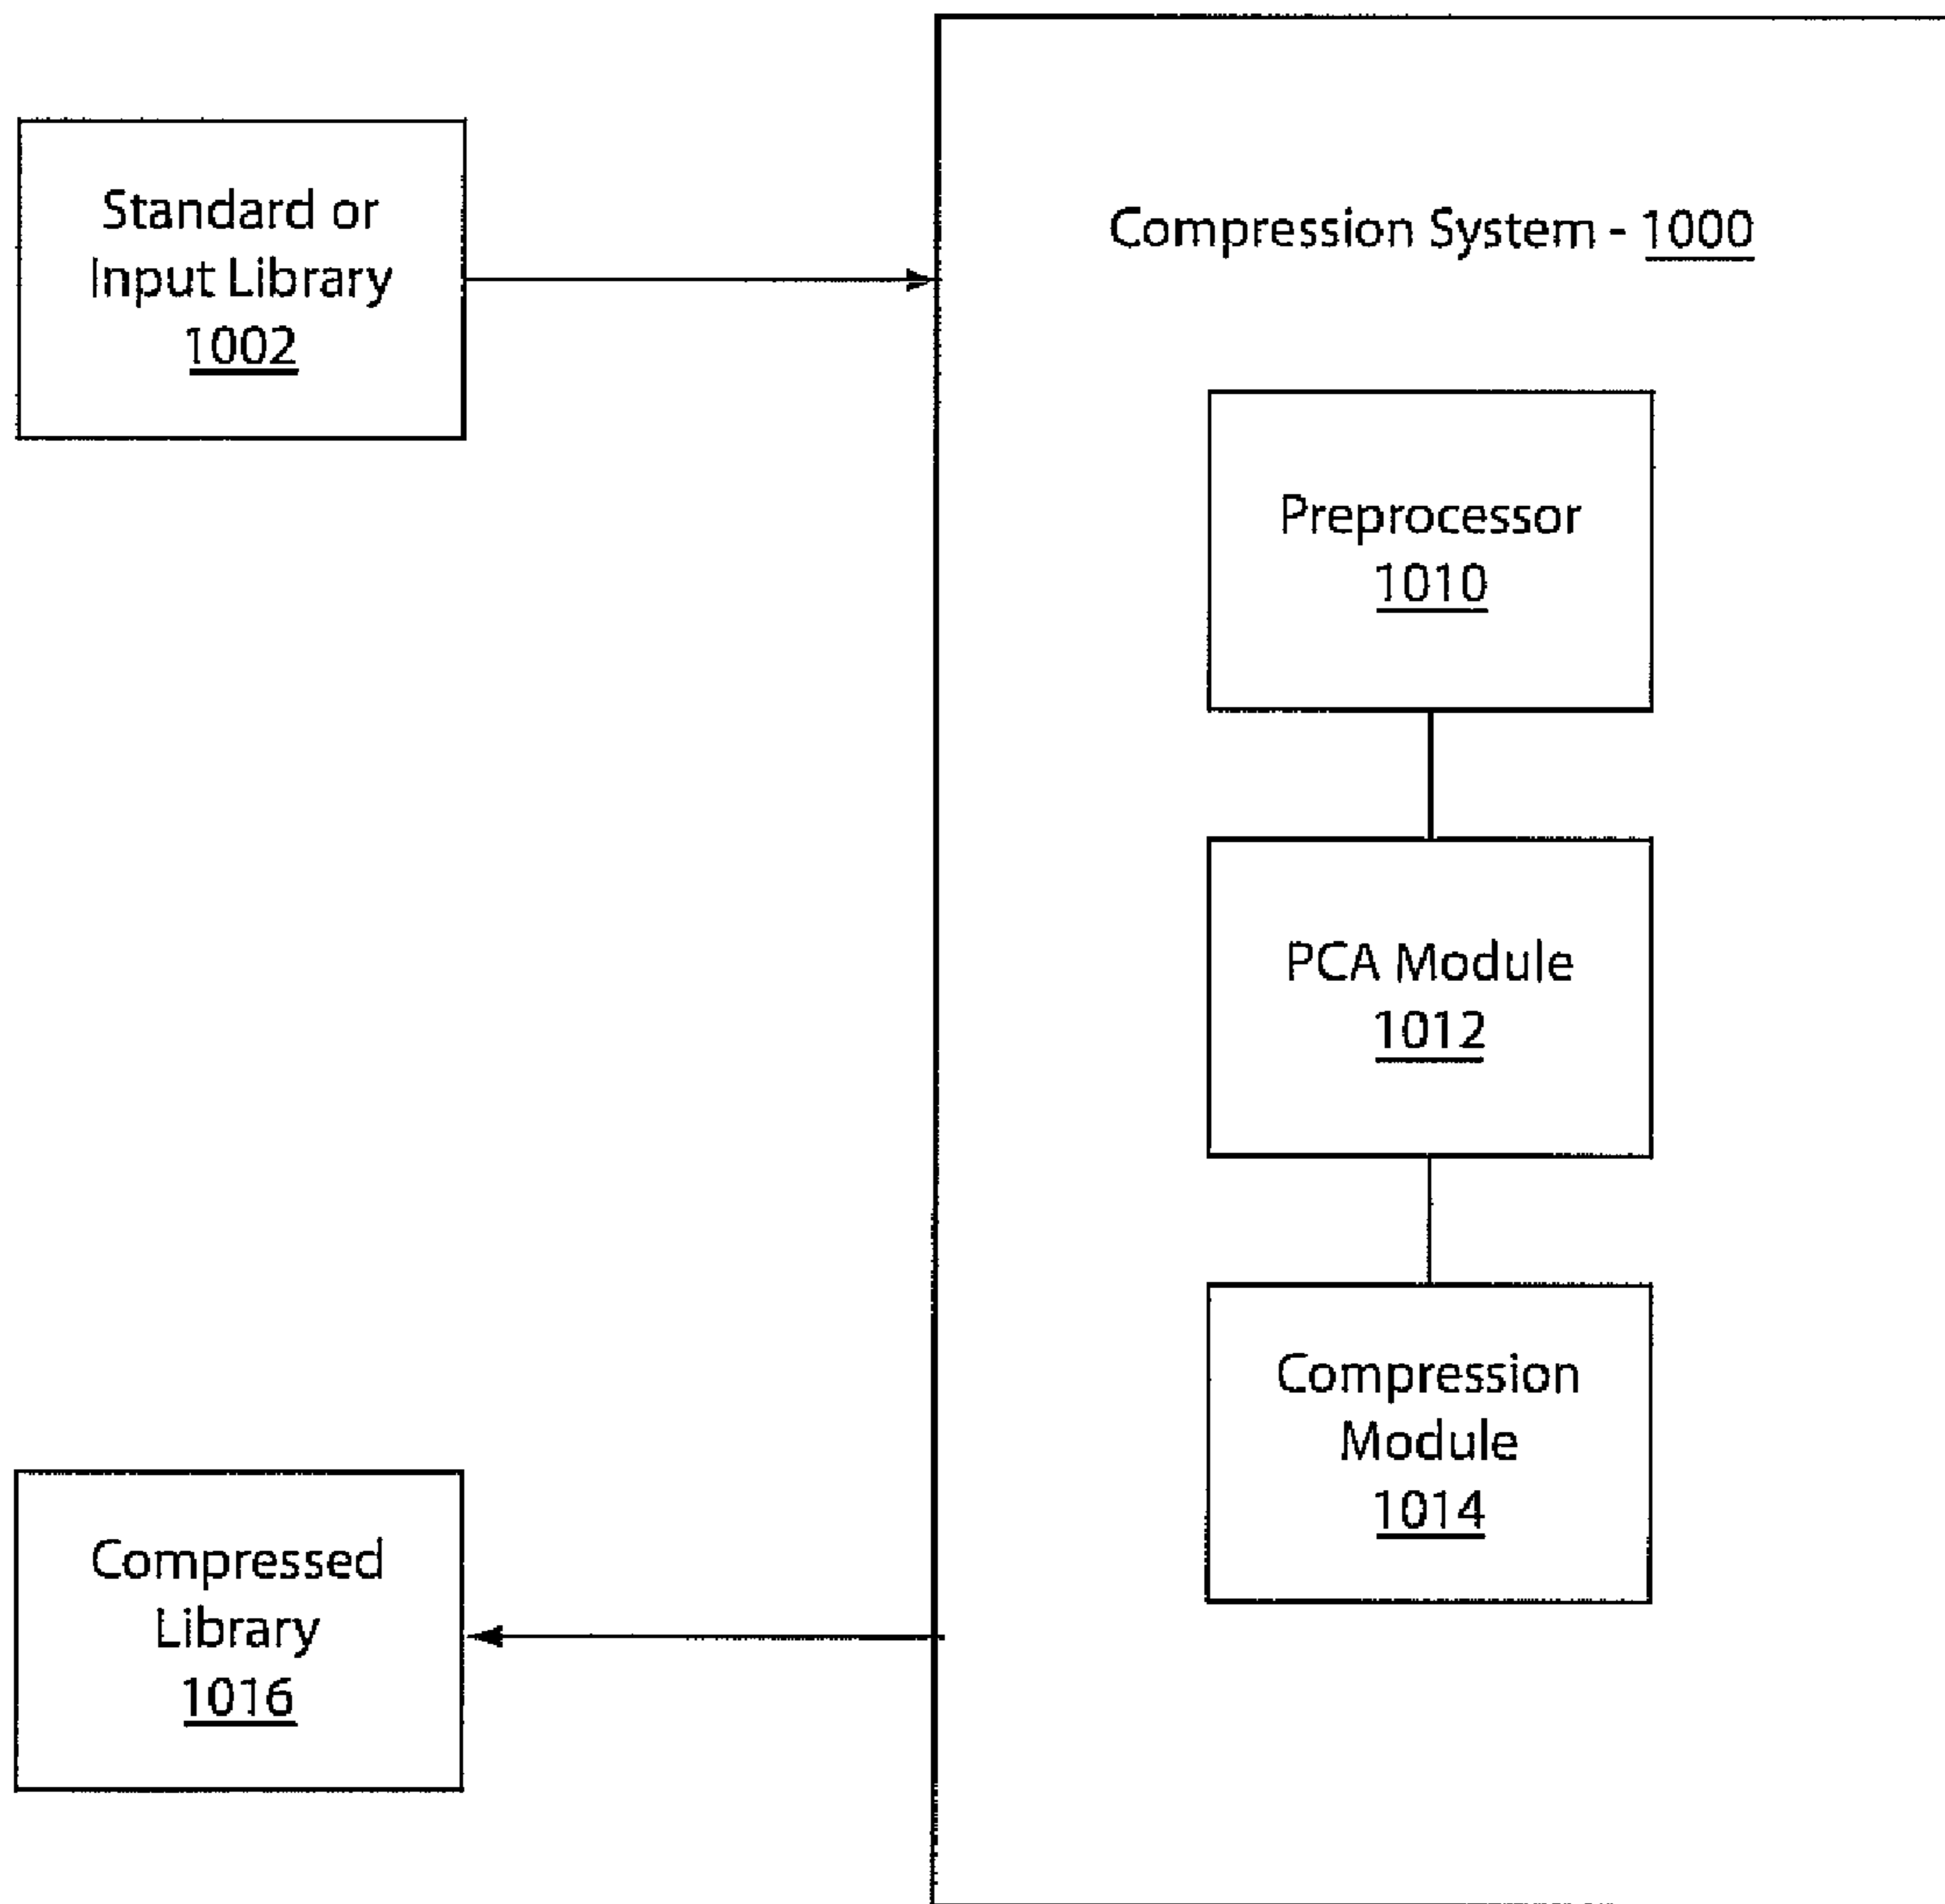 Standard or
Input Library
1002
Compression System - 1000
Preprocessor
1010
PCA Module
1012
Compression
Module
1014
Compressed
Library
1016